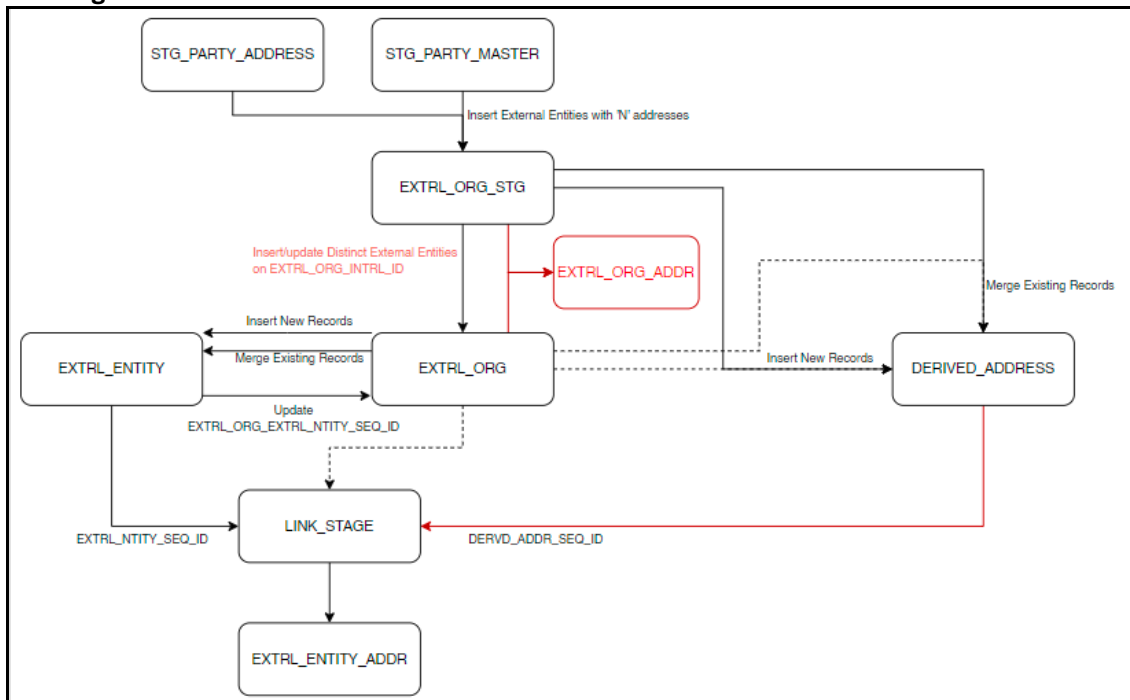 STG_PARTY_ADDRESS
STG_PARTY_MASTER
Insert External Entities with 'N' addresses
EXTRL_ORG_STG
Insert/update Distinct External Entities
on EXTRL_ORG_INTRL_ID
EXTRL_ORG_ADDR
Merge Existing Records
Insert New Records
EXTRL_ENTITY
Merge Existing Records
EXTRL_ORG
Insert New Records
DERIVED_ADDRESS
Update
EXTRL_ORG_EXTRL_NTITY_SEQ_ID
LINK_STAGE
EXTRL_NTITY_SEQ_ID
DERVD_ADDR_SEQ_ID
EXTRL_ENTITY_ADDR